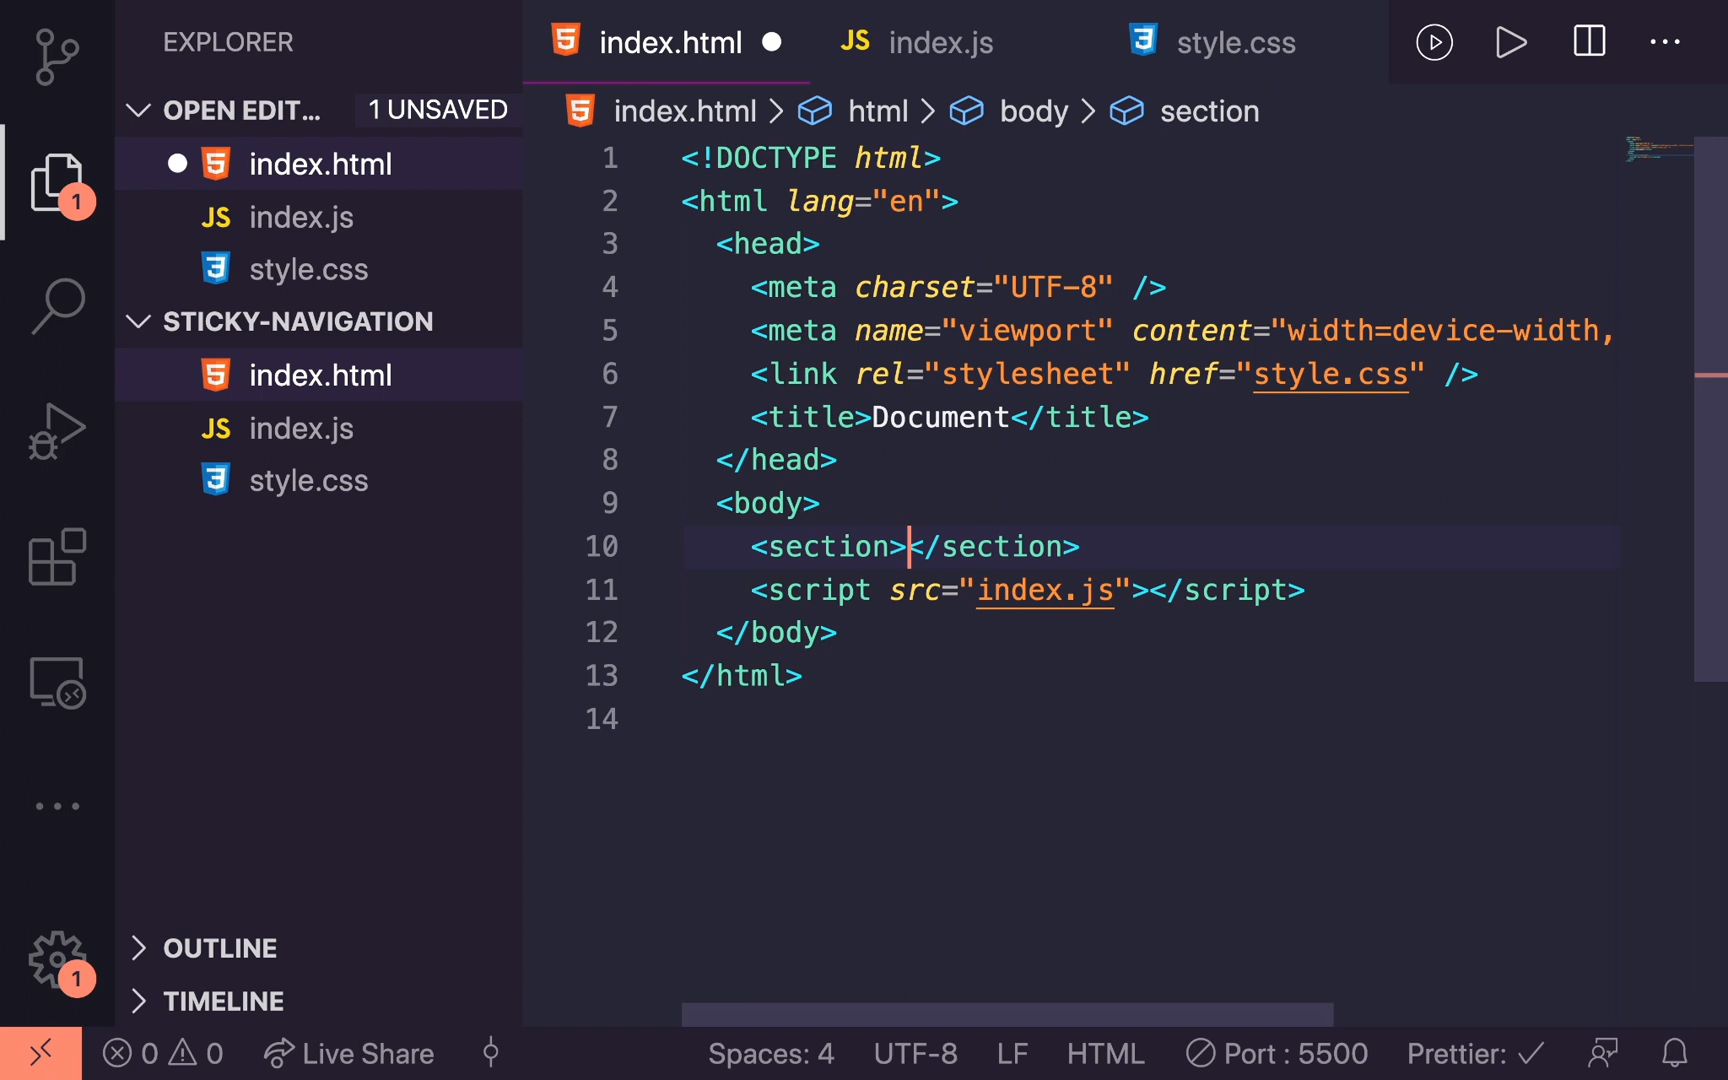 EXPLORER
index.html
JS index.js
style.css
OPEN EDIT...
1 UNSAVED
index.html > html > body > section
index.html
JS index.js
style.css
STICKY-NAVIGATION
index.html
JS index.js
style.css
1
1 <!DOCTYPE html>
2 <html lang="en">
3 <head>
4 <meta charset="UTF-8" />
5 <meta name="viewport" content="width=device-width,
6 <link rel="stylesheet" href="style.css" />
7 <title>Document</title>
8 </head>
9 <body>
10 <section></section>
11 <script src="index.js"></script>
12 </body>
13 </html>
14
OUTLINE
TIMELINE
1
0 0 Live Share Spaces: 4 UTF-8 LF HTML Port : 5500 Prettier: ✓